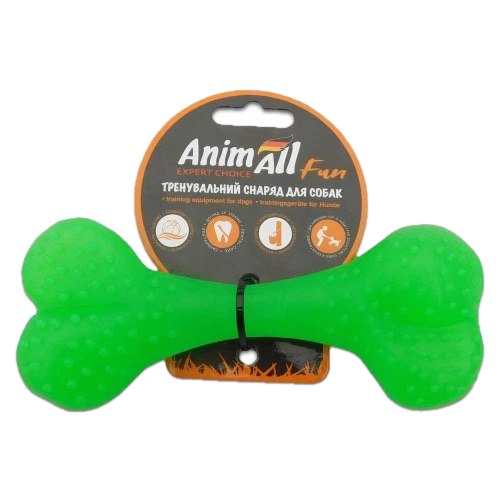 AnimAll
Fun
EXPERT CHOICE
ТРЕНУВАЛЬНИЙ СНАРЯД ДЛЯ СОБАК
• training equipment for dogs • trainingsgeräte für Hunde